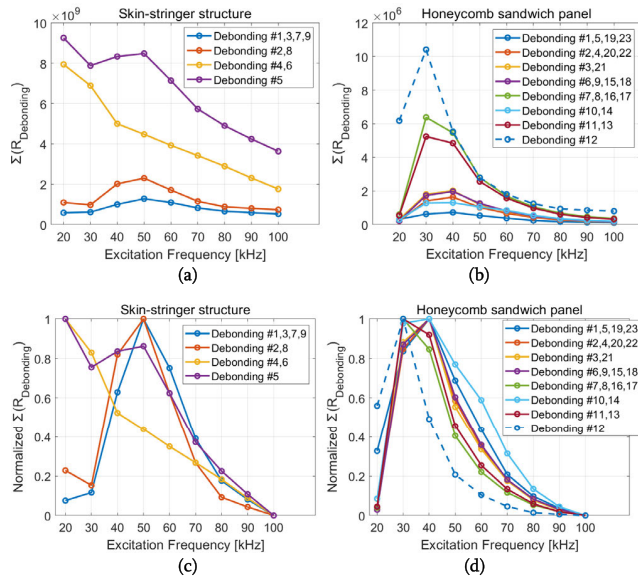 Skin-stringer structure
×10⁹
Σ(R_Debonding)
10
8
6
4
2
0
Debonding #1,3,7,9
Debonding #2,8
Debonding #4,6
Debonding #5
20 30 40 50 60 70 80 90 100
Excitation Frequency [kHz]
(a)
Honeycomb sandwich panel
×10⁶
Σ(R_Debonding)
12
10
8
6
4
2
0
Debonding #1,5,19,23
Debonding #2,4,20,22
Debonding #3,21
Debonding #6,9,15,18
Debonding #7,8,16,17
Debonding #10,14
Debonding #11,13
Debonding #12
20 30 40 50 60 70 80 90 100
Excitation Frequency [kHz]
(b)
Skin-stringer structure
Normalized Σ(R_Debonding)
1
0.8
0.6
0.4
0.2
0
Debonding #1,3,7,9
Debonding #2,8
Debonding #4,6
Debonding #5
20 30 40 50 60 70 80 90 100
Excitation Frequency [kHz]
(c)
Honeycomb sandwich panel
Normalized Σ(R_Debonding)
1
0.8
0.6
0.4
0.2
0
Debonding #1,5,19,23
Debonding #2,4,20,22
Debonding #3,21
Debonding #6,9,15,18
Debonding #7,8,16,17
Debonding #10,14
Debonding #11,13
Debonding #12
20 30 40 50 60 70 80 90 100
Excitation Frequency [kHz]
(d)